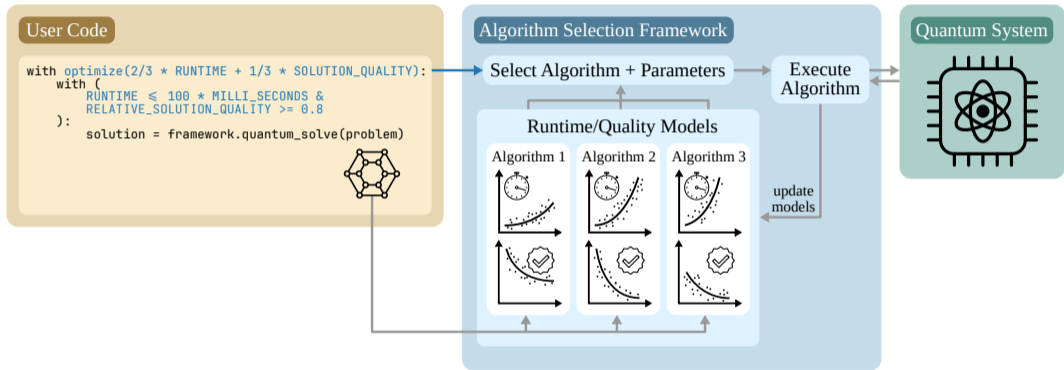 User Code
with optimize(2/3 * RUNTIME + 1/3 * SOLUTION_QUALITY):
with (
RUNTIME ⩽ 100 * MILLI_SECONDS &
RELATIVE_SOLUTION_QUALITY >= 0.8
):
solution = framework.quantum_solve(problem)
Algorithm Selection Framework
Select Algorithm + Parameters
Execute
Algorithm
Runtime/Quality Models
Algorithm 1
Algorithm 2
Algorithm 3
update
models
Quantum System